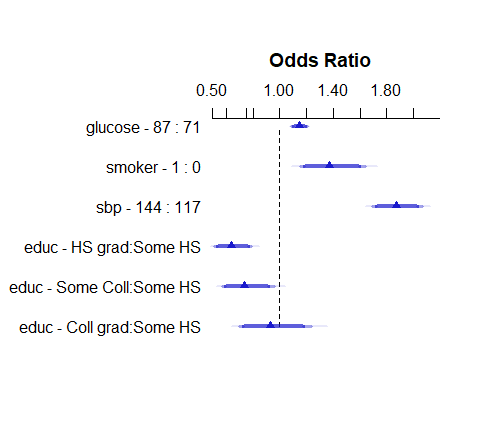 Odds Ratio
0.50 1.00 1.40 1.80
glucose - 87 : 71
smoker - 1 : 0
sbp - 144 : 117
educ - HS grad:Some HS
educ - Some Coll:Some HS
educ - Coll grad:Some HS